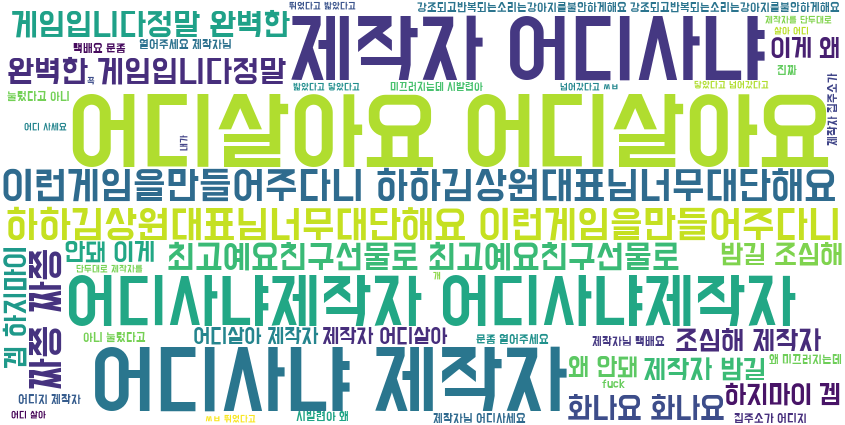 게임입니다정말 완벽한
뛰었다고 밟았다고
강조되고반복되는소리는강아지를불안하게해요 강조되고반복되는소리는강아지를불안하게해요
제작자 어디사냐
제작자를 단두대로
살아 어디
택배요 문좀
열어주세요 제작자님
이게 왜
완벽한 게임입니다정말
꼭
진짜
눌렀다고 아니
밟았다고 닿았다고
미끄러지는데 시발련아
넘어갔다고 ㅆㅂ
닿았다고 넘어갔다고
제작자 집주소가
어디살아요 어디살아요
어디 사세요
내가
이런게임을만들어주다니 하하김상원대표님너무대단해요
하하김상원대표님너무대단해요 이런게임을만들어주다니
겜 하지마이
짜쯩 짜쯩
안돼 이게
최고예요친구선물로 최고예요친구선물로
밤길 조심해
단두대로 제작자를
개
어디사냐제작자 어디사냐제작자
아니 눌렀다고
어디살아 제작자
제작자 어디살아
문좀 열어주세요
제작자님 택배요
조심해 제작자
어디사냐 제작자
왜 안돼
제작자 밤길
왜 미끄러지는데
fuck
하지마이 겜
어디지 제작자
화나요 화나요
어디 살아
ㅆㅂ 뛰었다고
시발련아 왜
제작자님 어디사세요
집주소가 어디지